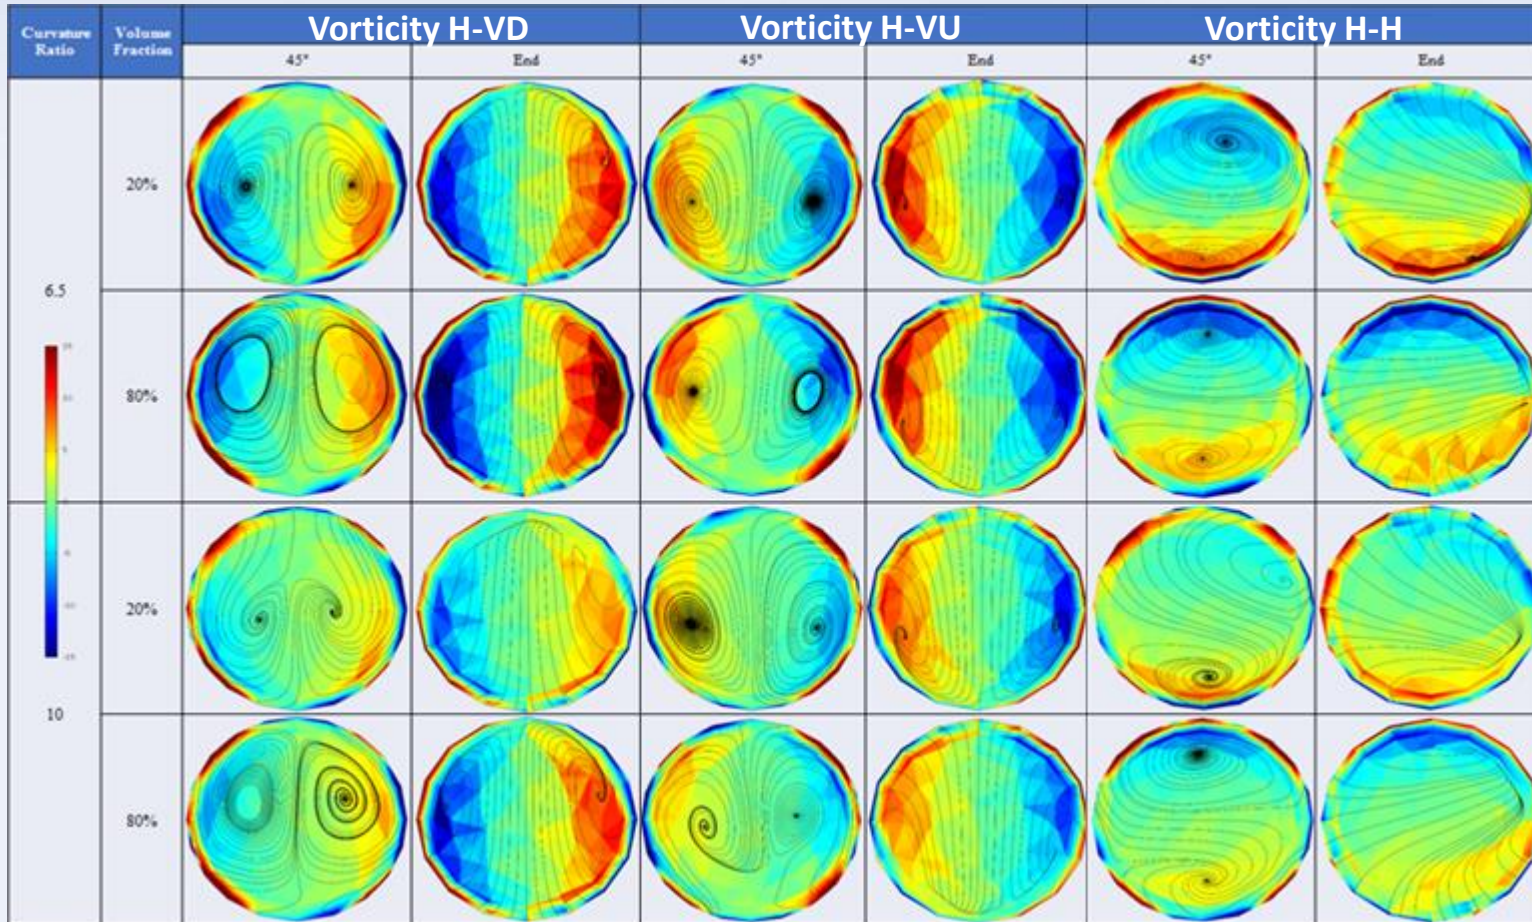 Curvature Ratio
Volume Fraction
Vorticity H-VD
Vorticity H-VU
Vorticity H-H
45°
End
45°
End
45°
End
6.5
20%
80%
10
20%
80%